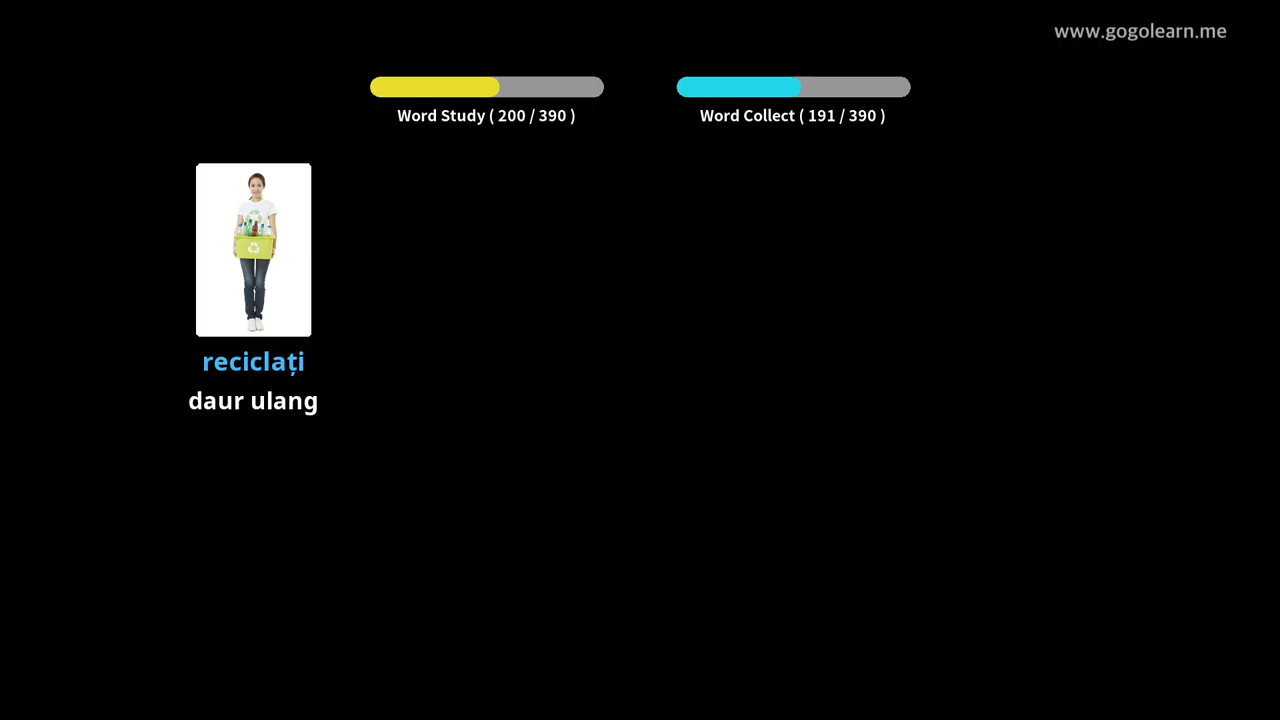 www.gogolearn.me
Word Study ( 200 / 390 )
Word Collect ( 191 / 390 )
reciclați
daur ulang